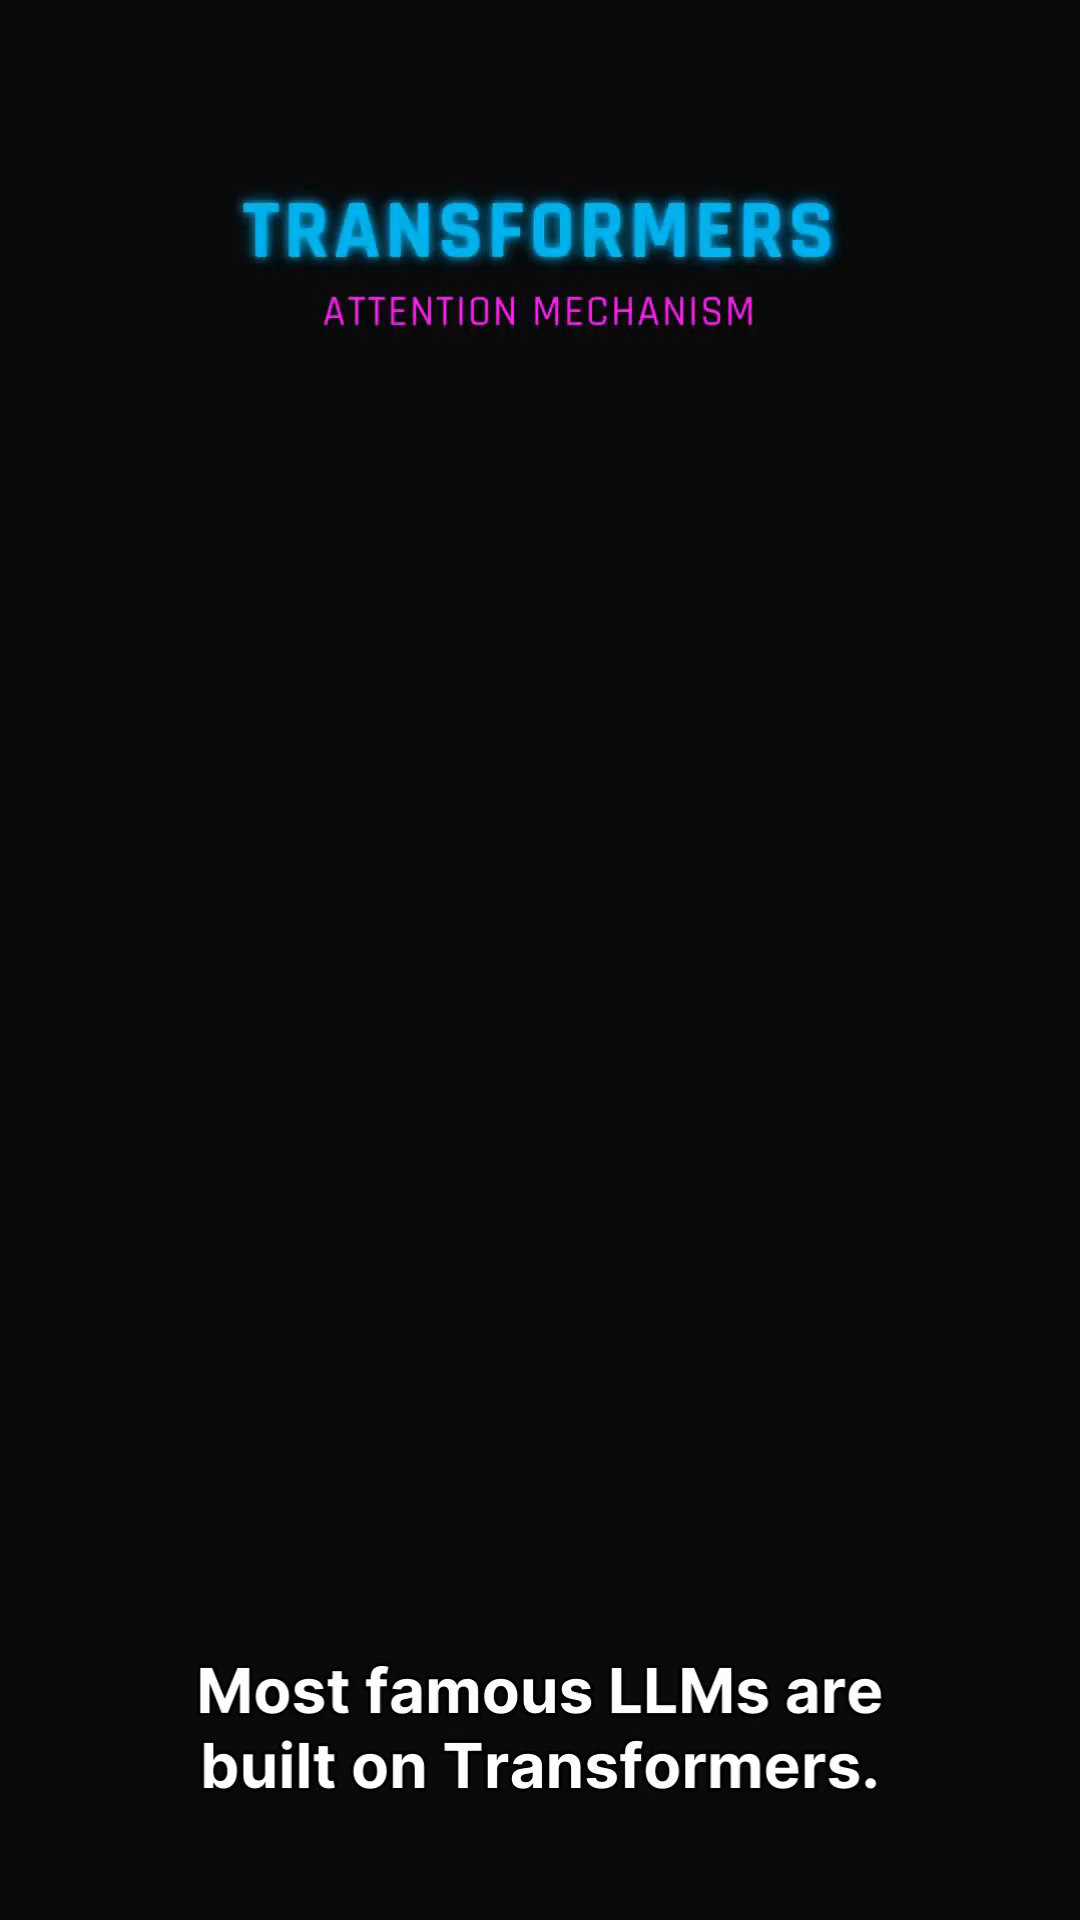 TRANSFORMERS
ATTENTION MECHANISM
Most famous LLMs are
built on Transformers.